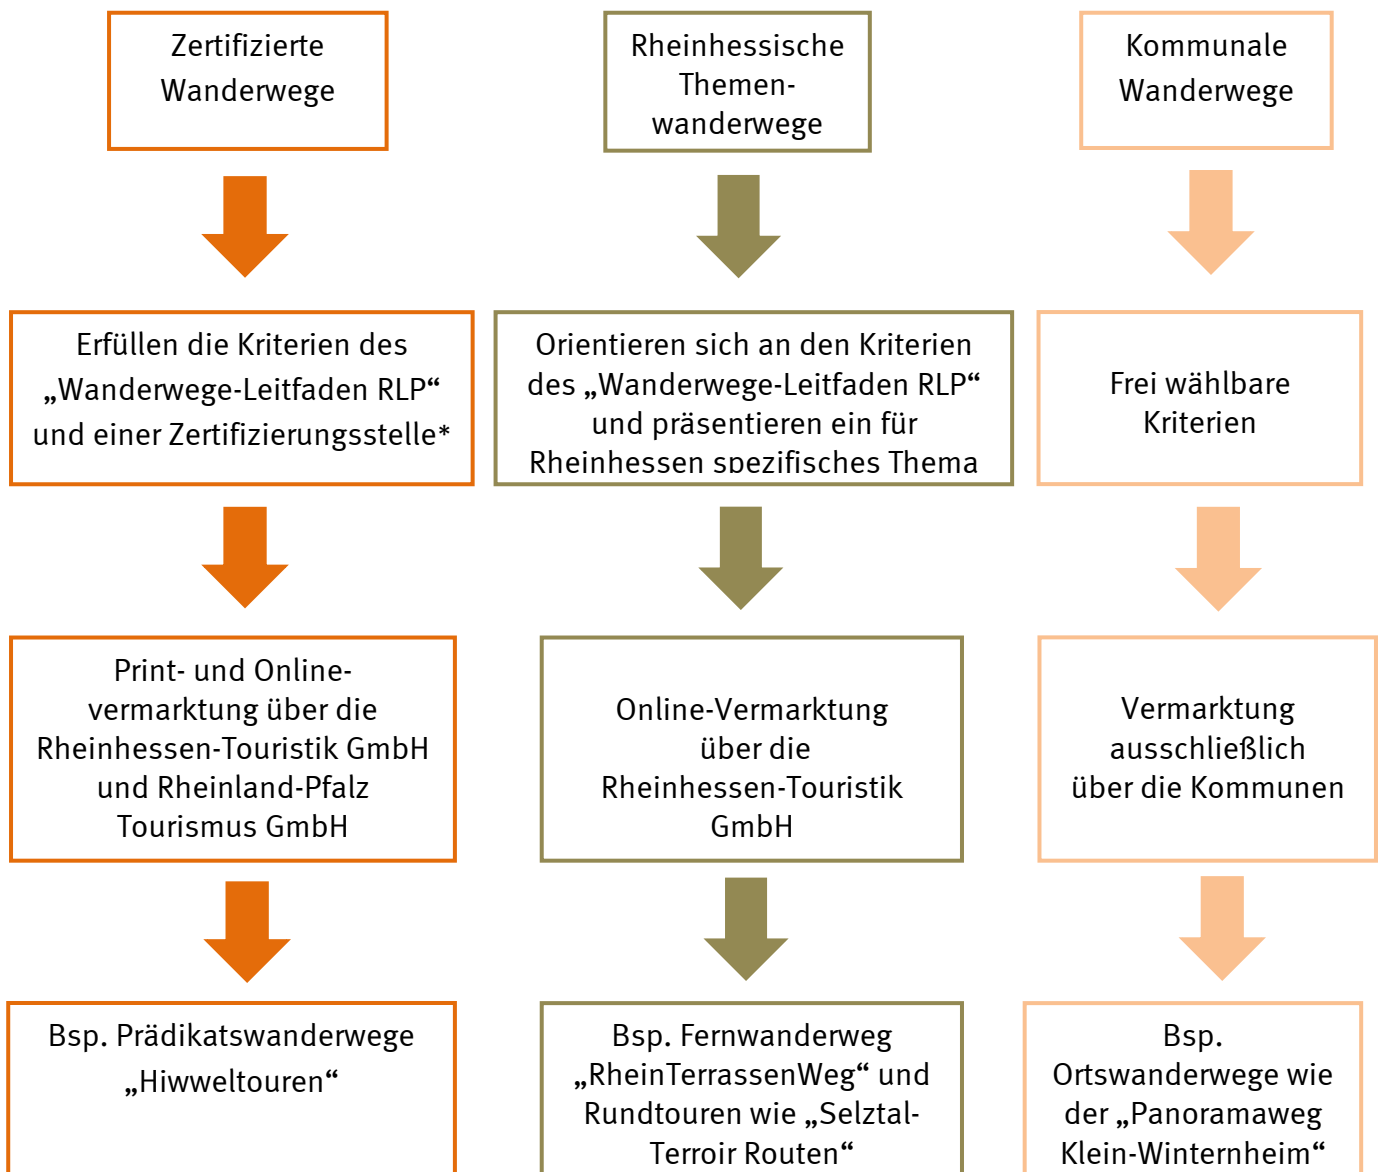 Zertifizierte
Wanderwege
Rheinhessische
Themen-
wanderwege
Kommunale
Wanderwege
Erfüllen die Kriterien des
„Wanderwege-Leitfaden RLP“
und einer Zertifizierungsstelle*
Orientieren sich an den Kriterien
des „Wanderwege-Leitfaden RLP“
und präsentieren ein für
Rheinhessen spezifisches Thema
Frei wählbare
Kriterien
Print- und Online-
vermarktung über die
Rheinhessen-Touristik GmbH
und Rheinland-Pfalz
Tourismus GmbH
Online-Vermarktung
über die
Rheinhessen-Touristik
GmbH
Vermarktung
ausschließlich
über die Kommunen
Bsp. Prädikatswanderwege
„Hiwweltouren“
Bsp. Fernwanderweg
„RheinTerrassenWeg“ und
Rundtouren wie „Selztal-
Terroir Routen“
Bsp.
Ortswanderwege wie
der „Panoramaweg
Klein-Winternheim“